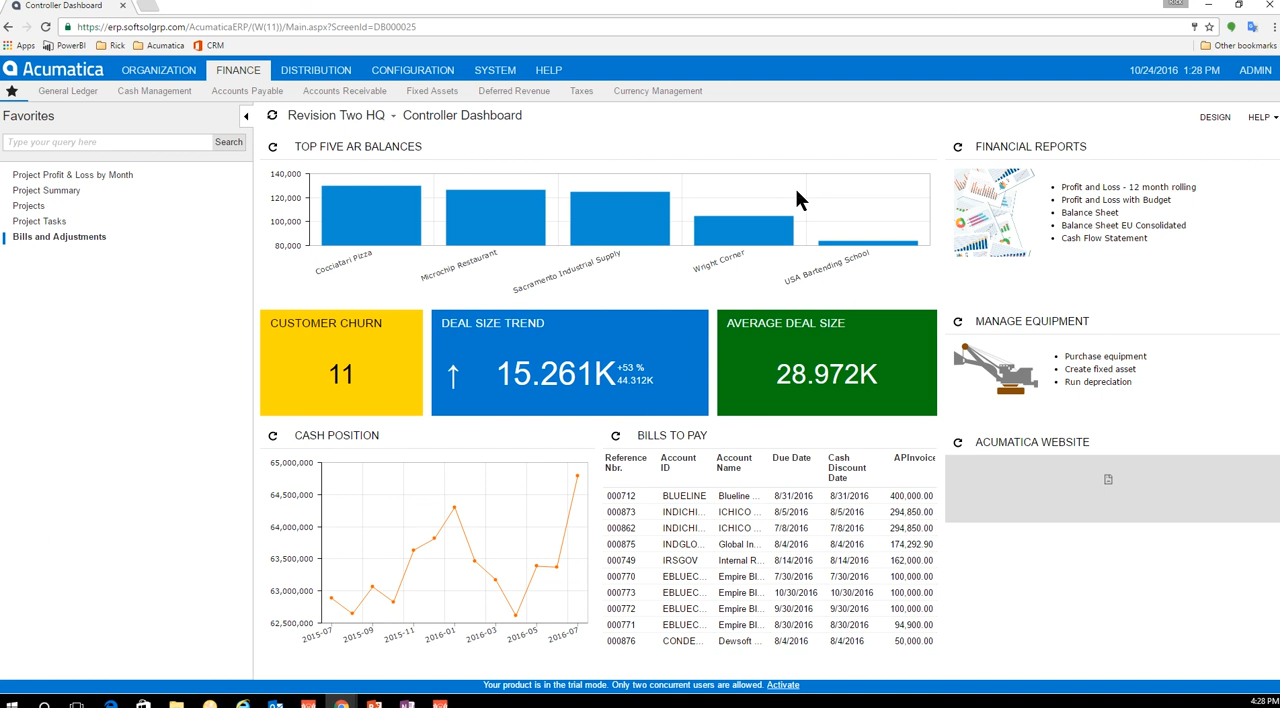 Controller Dashboard
Rick
https://erp.softsolgrp.com/AcumaticaERP/(W(11))/Main.aspx?ScreenId=DB000025
Apps PowerBI Rick Acumatica CRM Other bookmarks
Acumatica ORGANIZATION FINANCE DISTRIBUTION CONFIGURATION SYSTEM HELP 10/24/2016 1:28 PM ADMIN
General Ledger Cash Management Accounts Payable Accounts Receivable Fixed Assets Deferred Revenue Taxes Currency Management
Favorites
Type your query here Search
Project Profit & Loss by Month
Project Summary
Projects
Project Tasks
Bills and Adjustments
Revision Two HQ - Controller Dashboard DESIGN HELP
TOP FIVE AR BALANCES
140,000
120,000
100,000
80,000
Cocciatari Pizza Microchip Restaurant Sacramento Industrial Supply Wright Corner USA Bartending School
CUSTOMER CHURN
11
DEAL SIZE TREND
15.261K +53 %
44.312K
AVERAGE DEAL SIZE
28.972K
CASH POSITION
65,000,000
64,500,000
64,000,000
63,500,000
63,000,000
62,500,000
2015-07 2015-09 2015-11 2016-01 2016-03 2016-05 2016-07
BILLS TO PAY
Reference Nbr. Account ID Account Name Due Date Cash Discount Date APInvoice
000712 BLUELINE Blueline ... 8/31/2016 8/31/2016 400,000.00
000873 INDICHI... ICHICO ... 8/5/2016 8/5/2016 294,850.00
000862 INDICHI... ICHICO ... 7/8/2016 7/8/2016 294,850.00
000875 INDGLO... Global In... 8/4/2016 8/4/2016 174,292.90
000749 IRSGOV Internal R... 8/14/2016 8/14/2016 162,000.00
000770 EBLUEC... Empire Bl... 7/30/2016 7/30/2016 100,000.00
000773 EBLUEC... Empire Bl... 10/30/2016 10/30/2016 100,000.00
000772 EBLUEC... Empire Bl... 9/30/2016 9/30/2016 100,000.00
000771 EBLUEC... Empire Bl... 8/30/2016 8/30/2016 94,900.00
000876 CONDE... Dewsoft ... 8/4/2016 8/4/2016 50,000.00
FINANCIAL REPORTS
Profit and Loss - 12 month rolling
Profit and Loss with Budget
Balance Sheet
Balance Sheet EU Consolidated
Cash Flow Statement
MANAGE EQUIPMENT
Purchase equipment
Create fixed asset
Run depreciation
ACUMATICA WEBSITE
Your product is in the trial mode. Only two concurrent users are allowed. Activate
4:28 PM